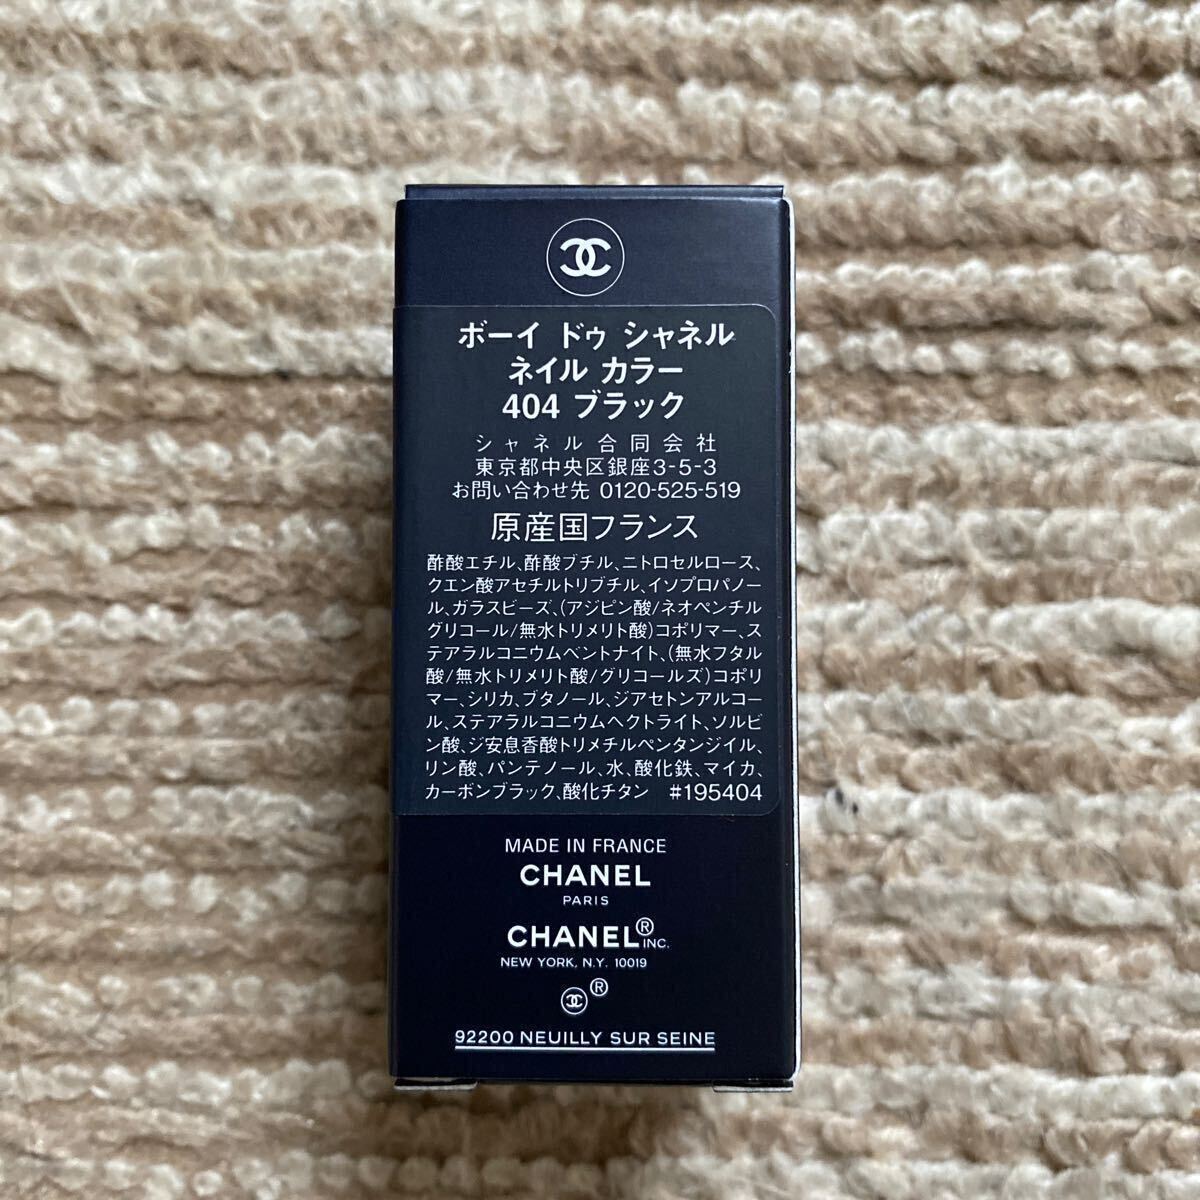 ボーイ ドゥ シャネル
ネイル カラー
404 ブラック
シャネル合同会社
東京都中央区銀座3-5-3
お問い合わせ先 0120-525-519
原産国フランス
酢酸エチル、酢酸ブチル、ニトロセルロース、
クエン酸アセチルトリブチル、イソプロパノー
ル、ガラスビーズ、(アジピン酸/ネオペンチル
グリコール/無水トリメリト酸)コポリマー、ス
テアラルコニウムベントナイト、(無水フタル
酸/無水トリメリト酸/グリコールズ)コポリ
マー、シリカ、ブタノール、ジアセトンアルコー
ル、ステアラルコニウムヘクトライト、ソルビ
ン酸、ジ安息香酸トリメチルペンタンジイル、
リン酸、パンテノール、水、酸化鉄、マイカ、
カーボンブラック、酸化チタン #195404
MADE IN FRANCE
CHANEL
PARIS
CHANEL® INC.
NEW YORK, N.Y. 10019
®
92200 NEUILLY SUR SEINE